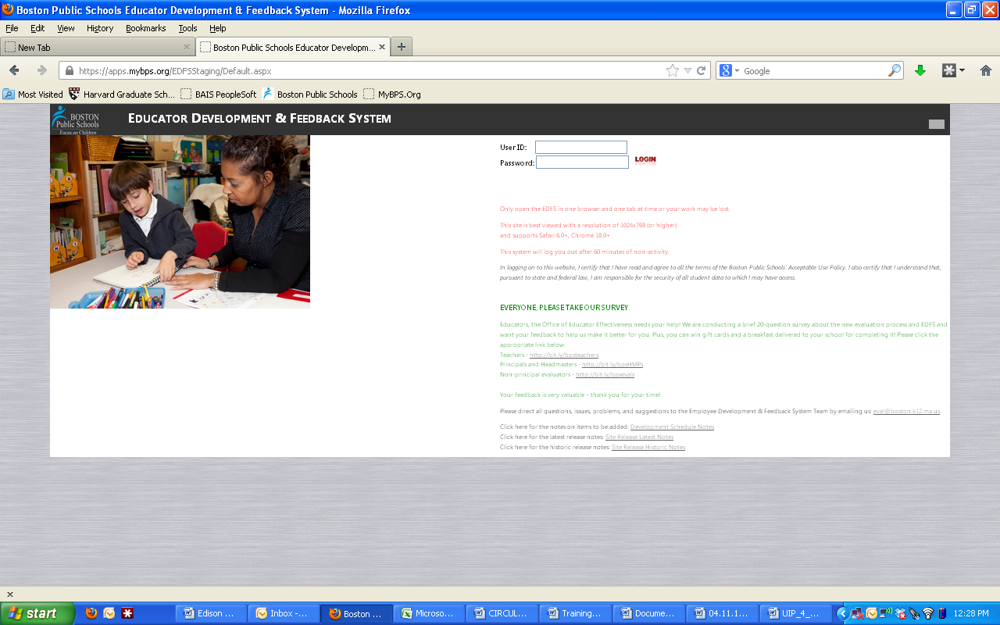 Boston Public Schools Educator Development & Feedback System - Mozilla Firefox
File Edit View History Bookmarks Tools Help
New Tab
Boston Public Schools Educator Developm...
https://apps.mybps.org/EDFSStaging/Default.aspx
Google
Most Visited Harvard Graduate Sch... BAIS PeopleSoft Boston Public Schools MyBPS.Org
BOSTON
Public Schools
Focus on Children
EDUCATOR DEVELOPMENT & FEEDBACK SYSTEM
User ID:
Password:
LOGIN
Only open the EDFS in one browser and one tab at time or your work may be lost.
This site is best viewed with a resolution of 1024x768 (or higher)
and supports Safari 6.0+, Chrome 18.0+
This system will log you out after 60 minutes of non-activity.
In logging on to this website, I certify that I have read and agree to all the terms of the Boston Public Schools' Acceptable Use Policy. I also certify that I understand that,
pursuant to state and federal law, I am responsible for the security of all student data to which I may have access.
EVERYONE, PLEASE TAKE OUR SURVEY
Educators, the Office of Educator Effectiveness needs your help! We are conducting a brief 20-question survey about the new evaluation process and EDFS and
want your feedback to help us make it better for you. Plus, you can win gift cards and a breakfast delivered to your school for completing it! Please click the
appropriate link below:
Teachers - http://bit.ly/bosteachers
Principals and Headmasters - http://bit.ly/bosHMPs
Non-principal evaluators - http://bit.ly/bosevals
Your feedback is very valuable – thank you for your time!
Please direct all questions, issues, problems, and suggestions to the Employee Development & Feedback System Team by emailing us: eval@boston.k12.ma.us.
Click here for the notes on items to be added: Development Schedule Notes
Click here for the latest release notes: Site Release Latest Notes
Click here for the historic release notes: Site Release Historic Notes
start
Edison ...
Inbox -...
Boston ...
Microso...
CIRCUL...
Training...
Docume...
04.11.1...
UIP_4_...
12:28 PM